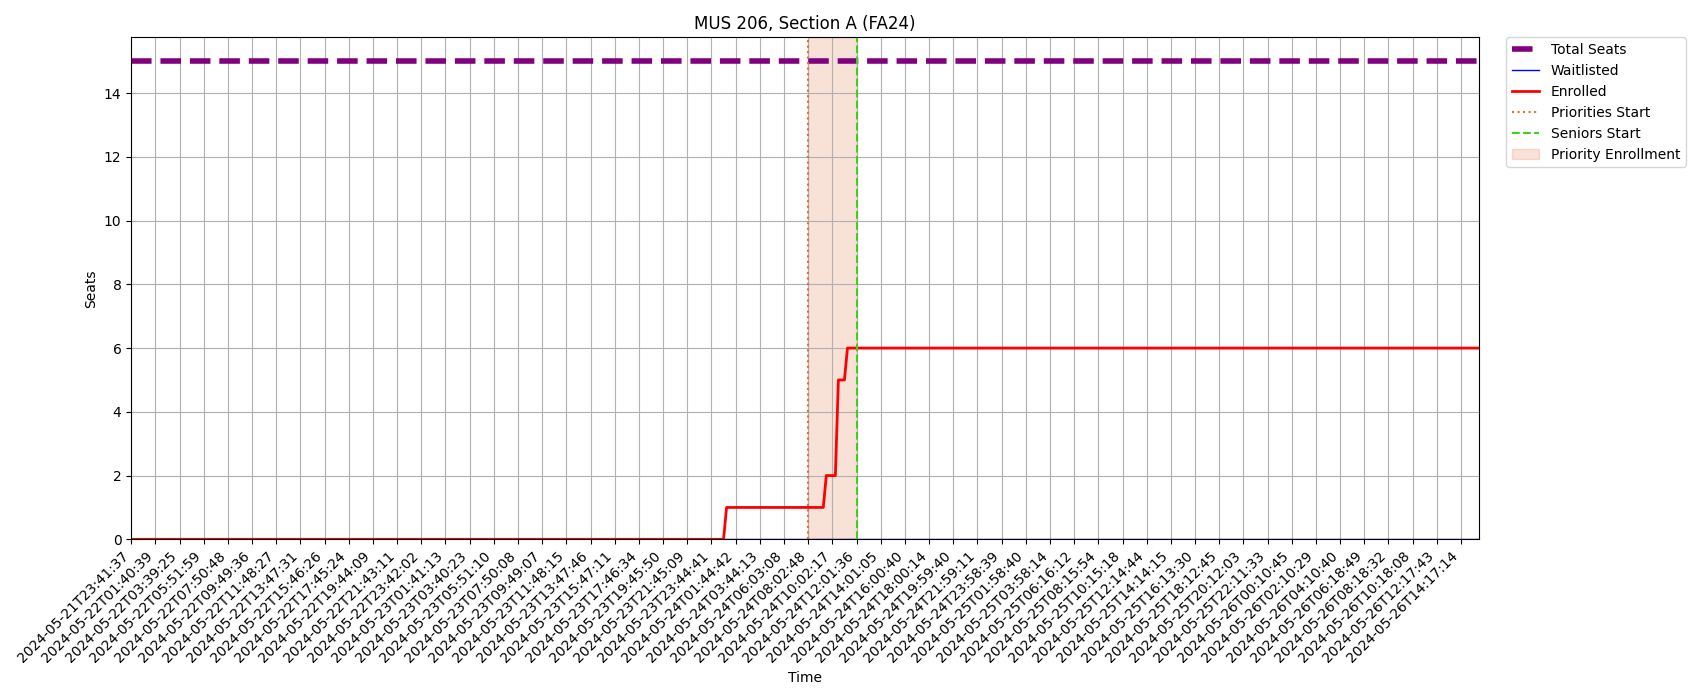 MUS 206, Section A (FA24)
Total Seats
Waitlisted
Enrolled
Priorities Start
Seniors Start
Priority Enrollment
Seats
14
12
10
8
6
4
2
0
2024-05-21T23:41:37
2024-05-22T01:40:39
2024-05-22T03:39:25
2024-05-22T05:51:59
2024-05-22T07:50:48
2024-05-22T09:49:36
2024-05-22T11:48:27
2024-05-22T13:47:31
2024-05-22T15:46:26
2024-05-22T17:45:24
2024-05-22T19:44:09
2024-05-22T21:43:11
2024-05-22T23:42:02
2024-05-23T01:41:13
2024-05-23T03:40:23
2024-05-23T05:51:10
2024-05-23T07:50:08
2024-05-23T09:49:07
2024-05-23T11:48:15
2024-05-23T13:47:46
2024-05-23T15:47:11
2024-05-23T17:46:34
2024-05-23T19:45:50
2024-05-23T21:45:09
2024-05-23T23:44:41
2024-05-24T01:44:42
2024-05-24T03:44:13
2024-05-24T06:03:08
2024-05-24T08:02:48
2024-05-24T10:02:17
2024-05-24T12:01:36
2024-05-24T14:01:05
2024-05-24T16:00:40
2024-05-24T18:00:14
2024-05-24T19:59:40
2024-05-24T21:59:11
2024-05-24T23:58:39
2024-05-25T01:58:40
2024-05-25T03:58:14
2024-05-25T06:16:12
2024-05-25T08:15:54
2024-05-25T10:15:18
2024-05-25T12:14:44
2024-05-25T14:14:15
2024-05-25T16:13:30
2024-05-25T18:12:45
2024-05-25T20:12:03
2024-05-25T22:11:33
2024-05-26T00:10:45
2024-05-26T02:10:29
2024-05-26T04:10:40
2024-05-26T06:18:49
2024-05-26T08:18:32
2024-05-26T10:18:08
2024-05-26T12:17:43
2024-05-26T14:17:14
Time